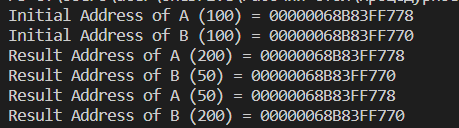 Initial Address of A (100) = 00000068B83FF778
Initial Address of B (100) = 00000068B83FF770
Result Address of A (200) = 00000068B83FF778
Result Address of B (50) = 00000068B83FF770
Result Address of A (50) = 00000068B83FF778
Result Address of B (200) = 00000068B83FF770